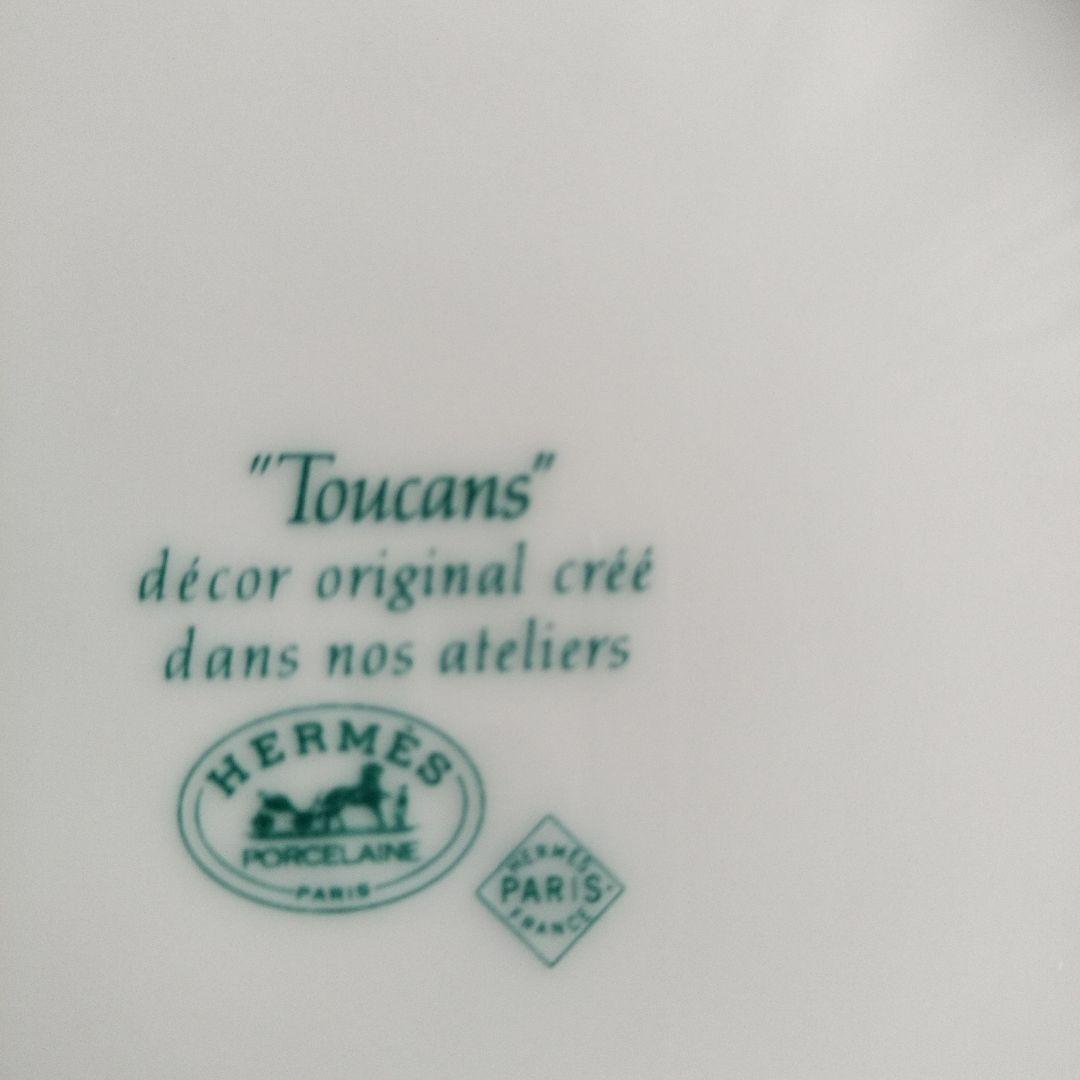 "Toucans"
décor original créé
dans nos ateliers
HERMÈS
PORCELAINE
PARIS
HERMÈS
PARIS
FRANCE